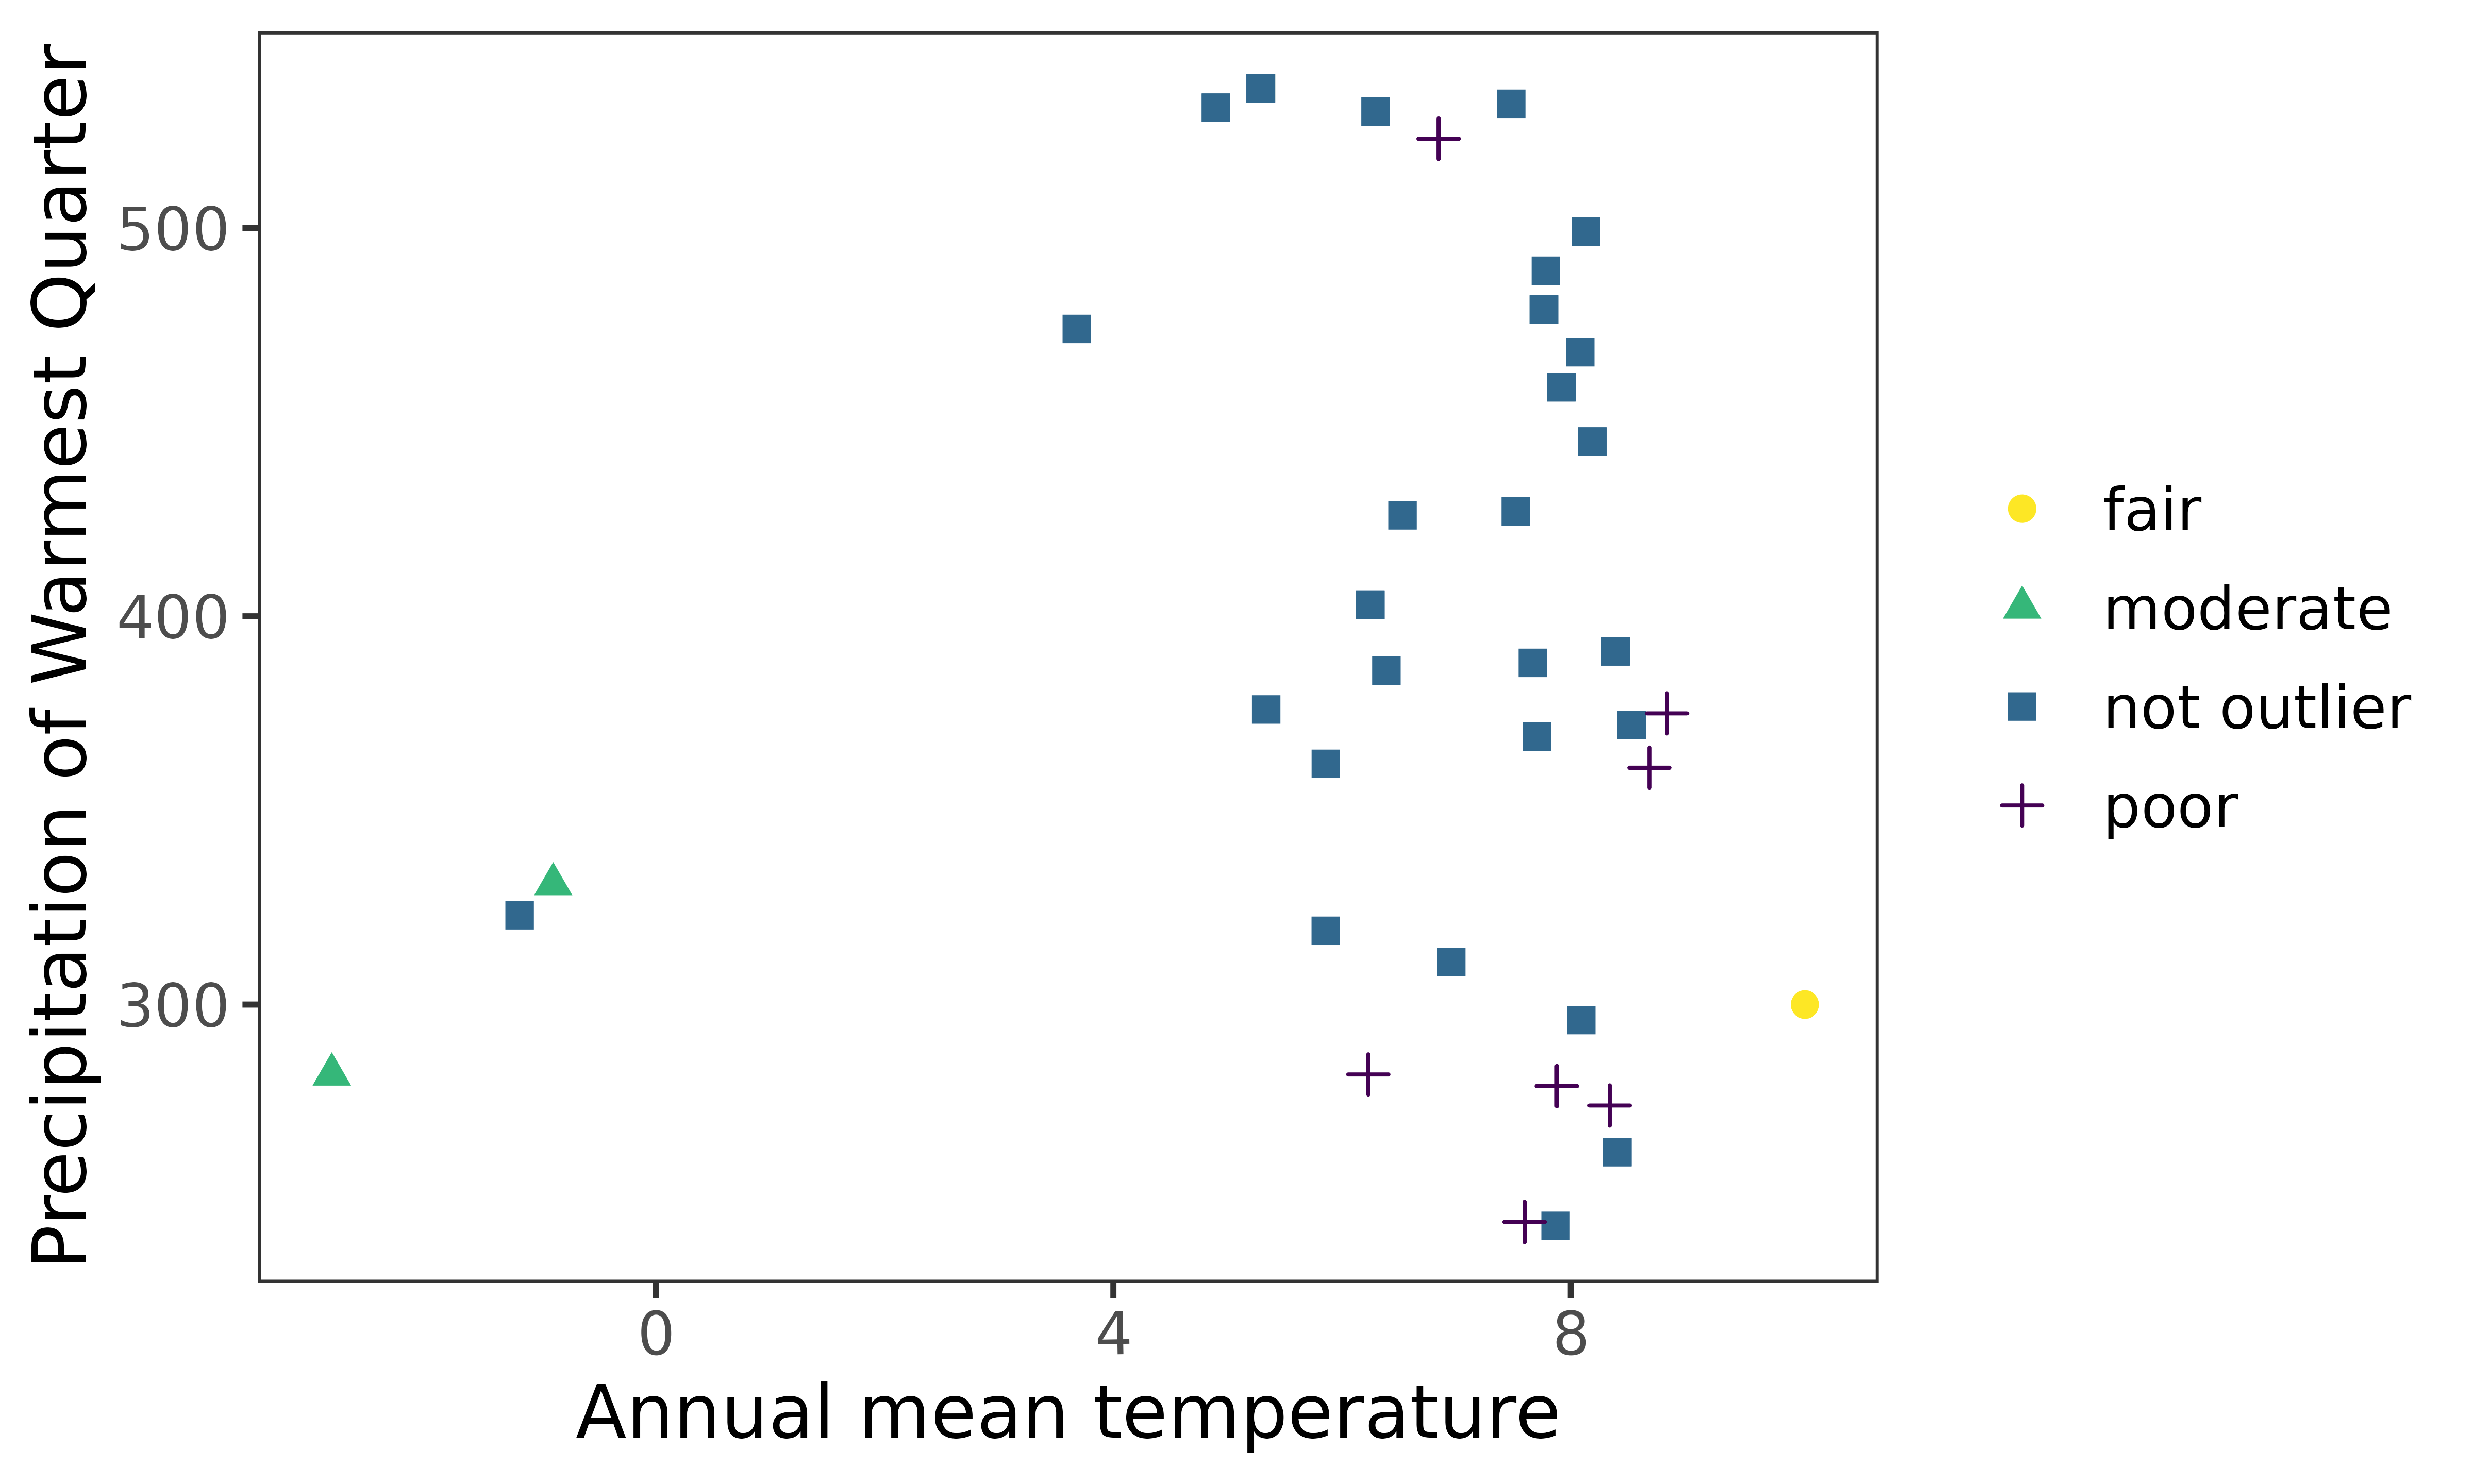 Precipitation of Warmest Quarter
500
400
300
0 4 8
Annual mean temperature
fair
moderate
not outlier
poor